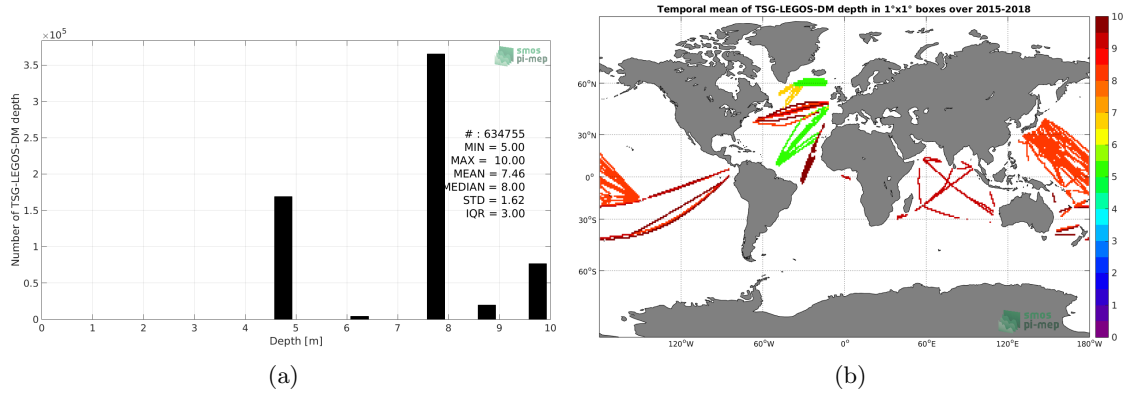 ×10⁵
3.5
3
2.5
2
1.5
1
0.5
0
Number of TSG-LEGOS-DM depth
smos
pi-mep
# : 634755
MIN = 5.00
MAX = 10.00
MEAN = 7.46
MEDIAN = 8.00
STD = 1.62
IQR = 3.00
0 1 2 3 4 5 6 7 8 9 10
Depth [m]
(a)
Temporal mean of TSG-LEGOS-DM depth in 1°x1° boxes over 2015-2018
60°N
30°N
0°
30°S
60°S
120°W 60°W 0° 60°E 120°E 180°W
smos
pi-mep
10
9
8
7
6
5
4
3
2
1
0
(b)